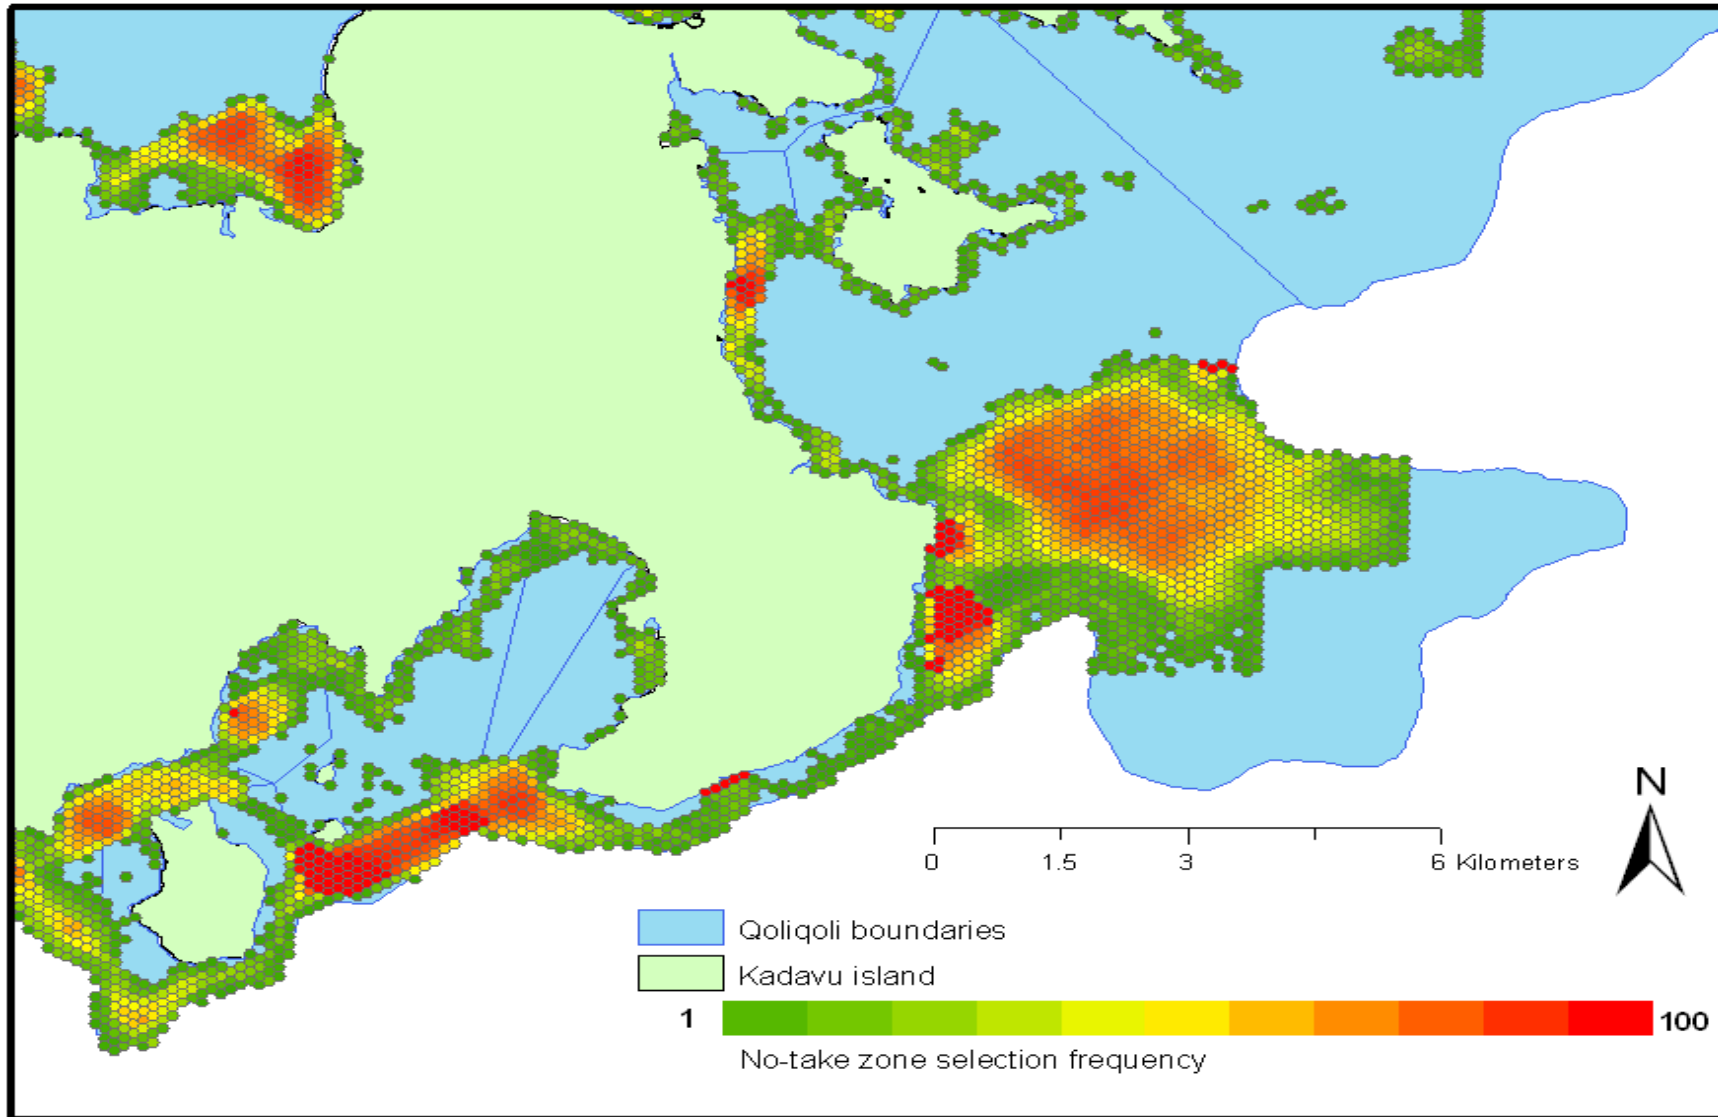 N
0 1.5 3 6 Kilometers
Qoliqoli boundaries
Kadavu island
1 100
No-take zone selection frequency